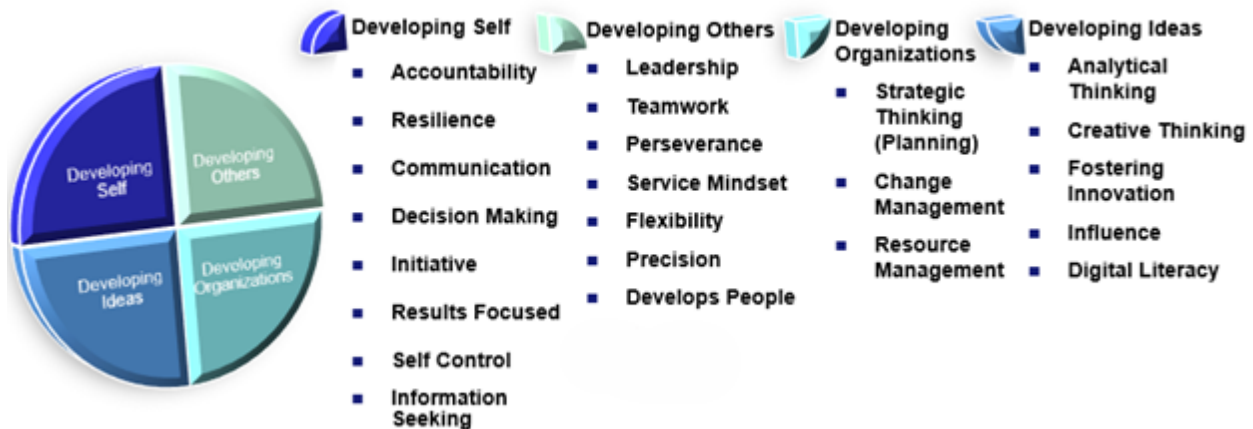 Developing
Self
Developing
Others
Developing
Ideas
Developing
Organizations
Developing Self
Accountability
Resilience
Communication
Decision Making
Initiative
Results Focused
Self Control
Information
Seeking
Developing Others
Leadership
Teamwork
Perseverance
Service Mindset
Flexibility
Precision
Develops People
Developing
Organizations
Strategic
Thinking
(Planning)
Change
Management
Resource
Management
Developing Ideas
Analytical
Thinking
Creative Thinking
Fostering
Innovation
Influence
Digital Literacy